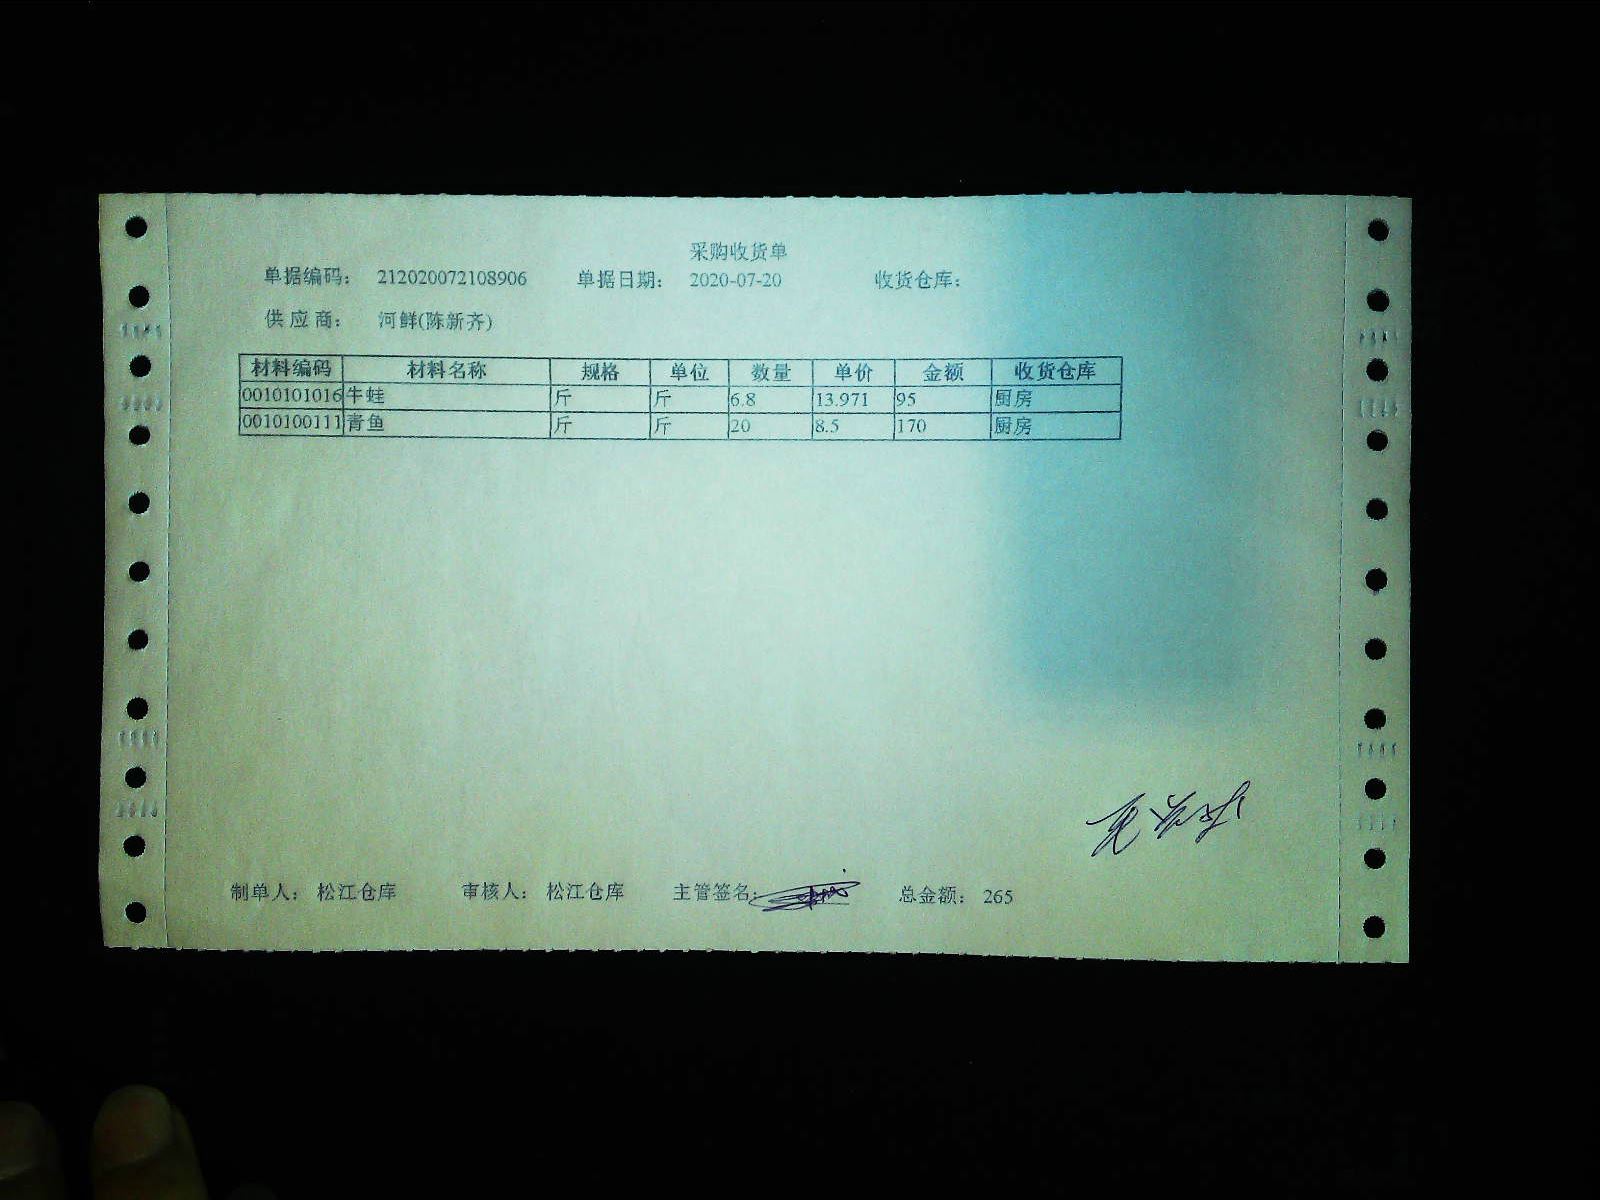 采购收货单
单据编码: 212020072108906 单据日期: 2020-07-20 收货仓库:
供应商: 河鲜(陈新齐)
材料编码 材料名称 规格 单位 数量 单价 金额 收货仓库
0010101016 牛蛙 斤 斤 6.8 13.971 95 厨房
0010100111 青鱼 斤 斤 20 8.5 170 厨房
制单人: 松江仓库 审核人: 松江仓库 主管签名: 总金额: 265